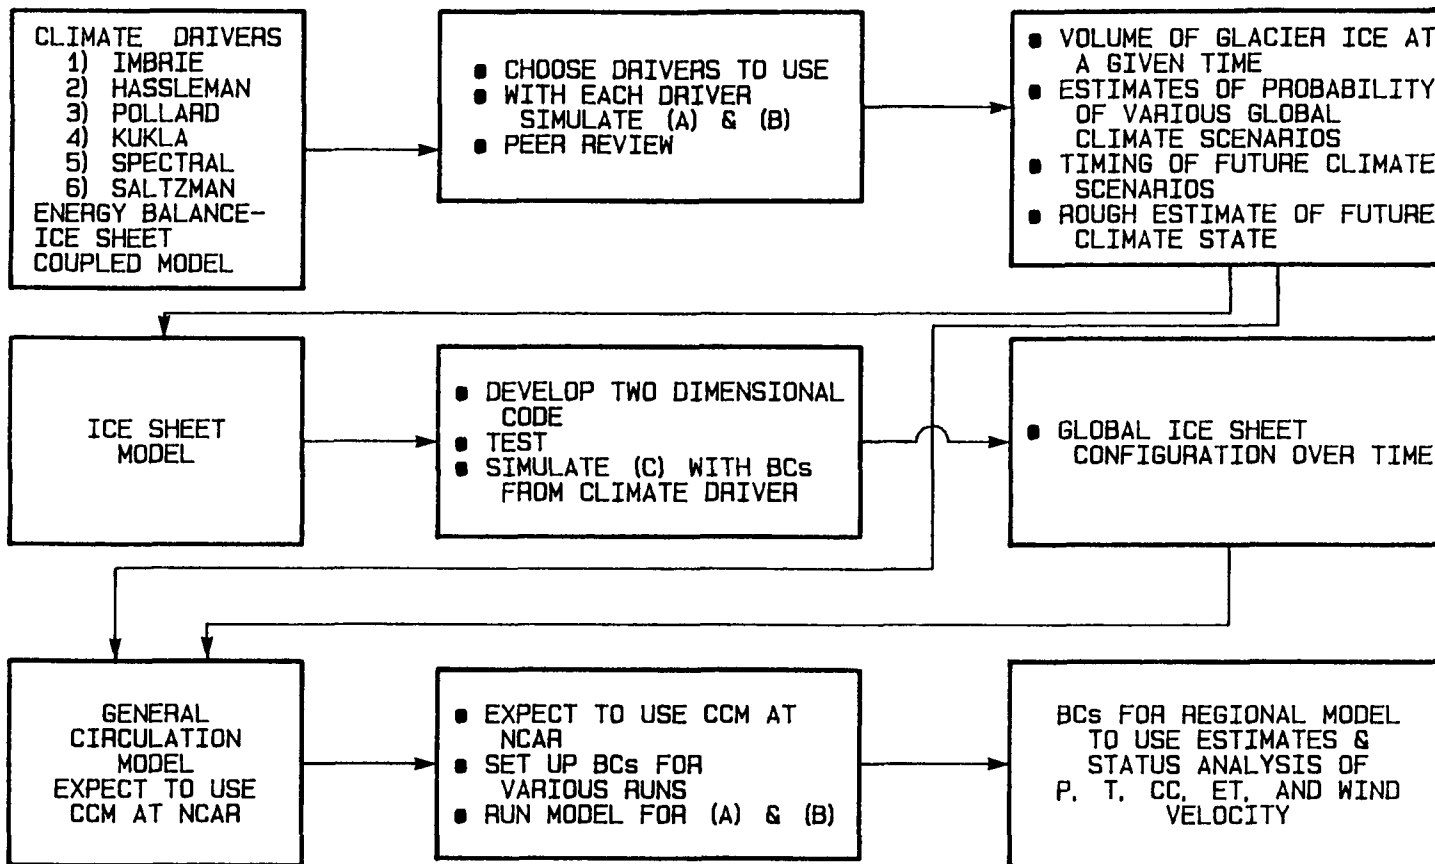 CLIMATE DRIVERS
1) IMBRIE
2) HASSLEMAN
3) POLLARD
4) KUKLA
5) SPECTRAL
6) SALTZMAN
ENERGY BALANCE-
ICE SHEET
COUPLED MODEL
■ CHOOSE DRIVERS TO USE
■ WITH EACH DRIVER
SIMULATE (A) & (B)
■ PEER REVIEW
■ VOLUME OF GLACIER ICE AT
A GIVEN TIME
■ ESTIMATES OF PROBABILITY
OF VARIOUS GLOBAL
CLIMATE SCENARIOS
■ TIMING OF FUTURE CLIMATE
SCENARIOS
■ ROUGH ESTIMATE OF FUTURE
CLIMATE STATE
ICE SHEET
MODEL
■ DEVELOP TWO DIMENSIONAL
CODE
■ TEST
■ SIMULATE (C) WITH BCs
FROM CLIMATE DRIVER
■ GLOBAL ICE SHEET
CONFIGURATION OVER TIME
GENERAL
CIRCULATION
MODEL
EXPECT TO USE
CCM AT NCAR
■ EXPECT TO USE CCM AT
NCAR
■ SET UP BCs FOR
VARIOUS RUNS
■ RUN MODEL FOR (A) & (B)
BCs FOR REGIONAL MODEL
TO USE ESTIMATES &
STATUS ANALYSIS OF
P, T, CC, ET, AND WIND
VELOCITY